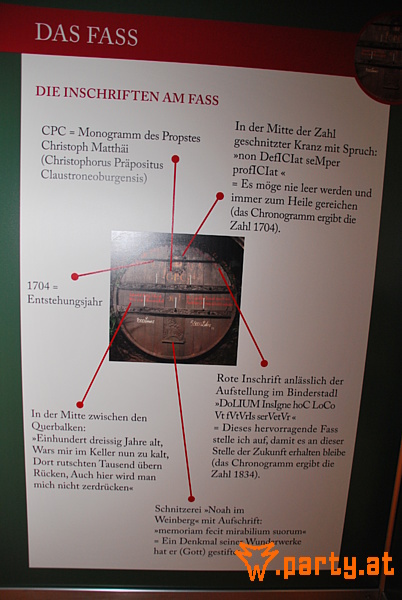 DAS FASS
DIE INSCHRIFTEN AM FASS
CPC = Monogramm des Propstes
Christoph Matthäi
(Christophorus Präpositus
Claustroneoburgensis)
In der Mitte der Zahl
geschnitzter Kranz mit Spruch:
»non DefICIat seMper
profICIat «
= Es möge nie leer werden und
immer zum Heile gereichen
(das Chronogramm ergibt die
Zahl 1704).
1704 =
Entstehungsjahr
Rote Inschrift anlässlich der
Aufstellung im Binderstadl
»DoLIUM InsIgne hoC LoCo
Vt fVtVrIs serVetVr «
= Dieses hervorragende Fass
stelle ich auf, damit es an dieser
Stelle der Zukunft erhalten bleibe
(das Chronogramm ergibt die
Zahl 1834).
In der Mitte zwischen den
Querbalken:
»Einhundert dreissig Jahre alt,
Wars mir im Keller nun zu kalt,
Dort rutschten Tausend übern
Rücken, Auch hier wird man
mich nicht zerdrücken«
Schnitzerei »Noah im
Weinberg« mit Aufschrift:
»memoriam fecit mirabilium suorum«
= Ein Denkmal seiner Wunderwerke
hat er (Gott)
w.party.at